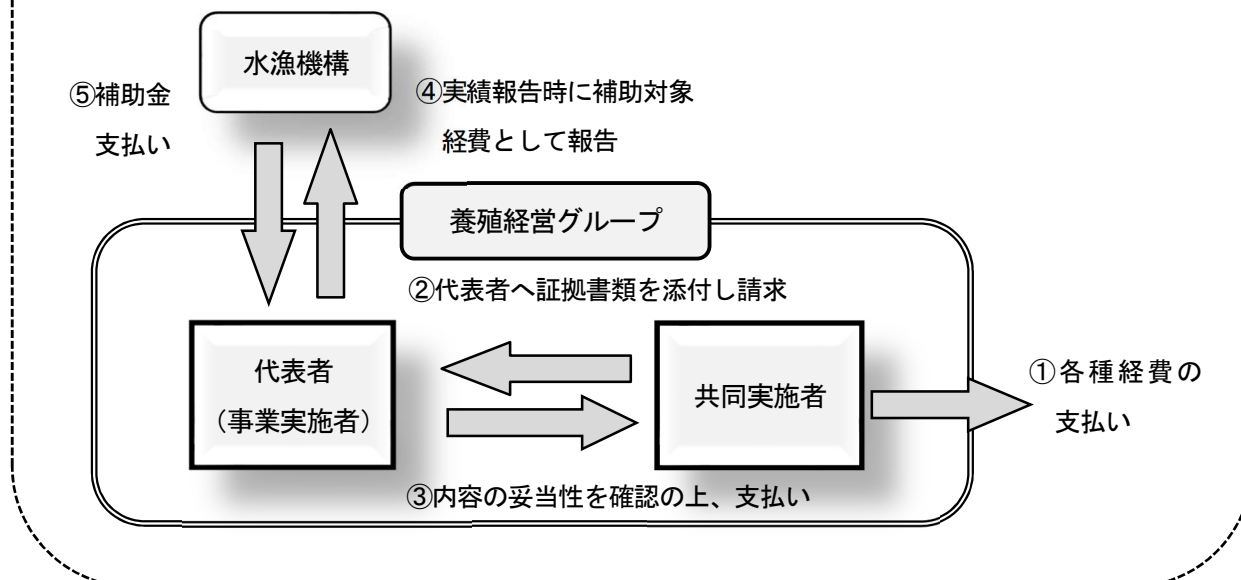 水漁機構
⑤補助金
支払い
④実績報告時に補助対象
経費として報告
養殖経営グループ
②代表者へ証拠書類を添付し請求
代表者
(事業実施者)
共同実施者
①各種経費の
支払い
③内容の妥当性を確認の上、支払い